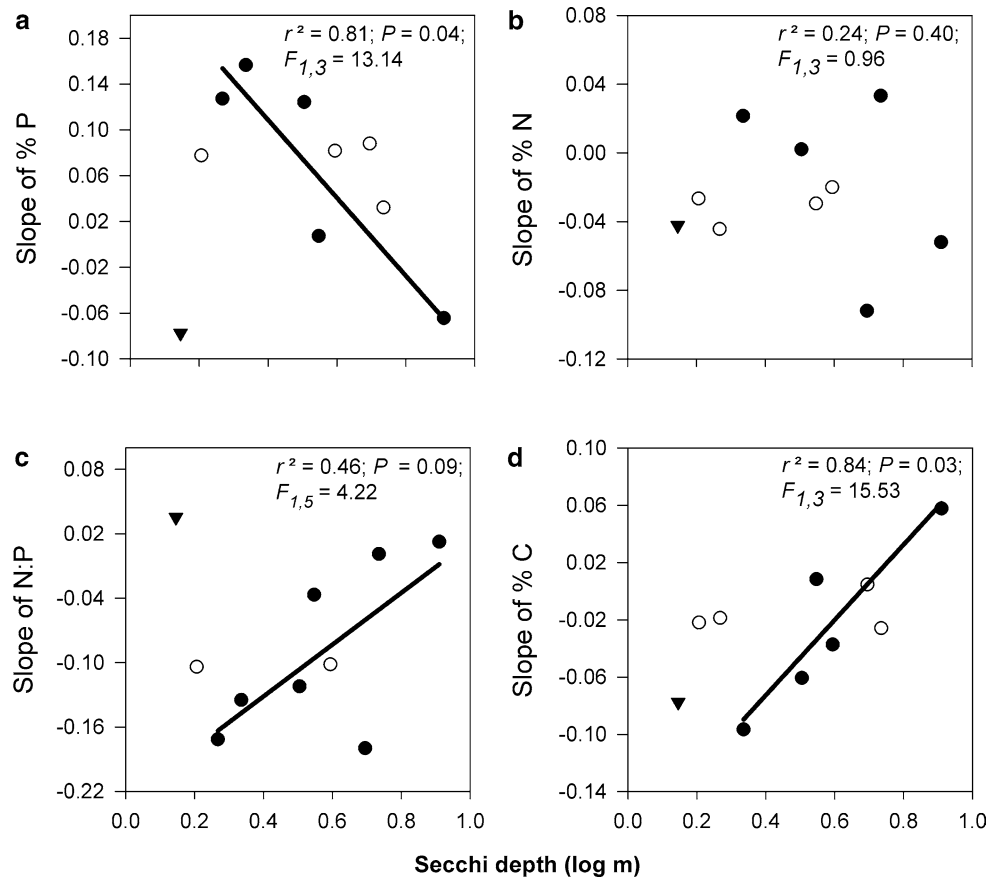 a
r² = 0.81; P = 0.04;
F1,3 = 13.14
0.18
0.14
0.10
0.06
0.02
-0.02
-0.06
-0.10
Slope of % P
b
r² = 0.24; P = 0.40;
F1,3 = 0.96
0.08
0.04
0.00
-0.04
-0.08
-0.12
Slope of % N
c
r² = 0.46; P = 0.09;
F1,5 = 4.22
0.08
0.02
-0.04
-0.10
-0.16
-0.22
Slope of N:P
0.0 0.2 0.4 0.6 0.8 1.0
d
r² = 0.84; P = 0.03;
F1,3 = 15.53
0.10
0.06
0.02
-0.02
-0.06
-0.10
-0.14
Slope of % C
0.0 0.2 0.4 0.6 0.8 1.0
Secchi depth (log m)